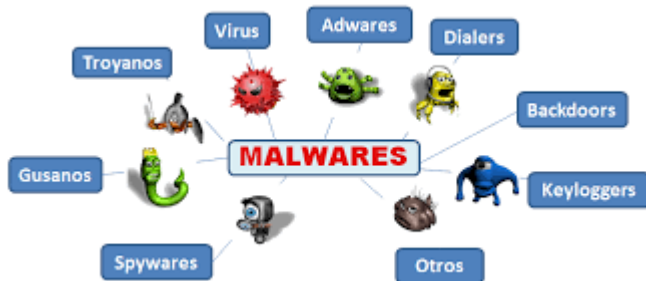 Virus
Adwares
Dialers
Troyanos
Backdoors
MALWARES
Gusanos
Keyloggers
Spywares
Otros